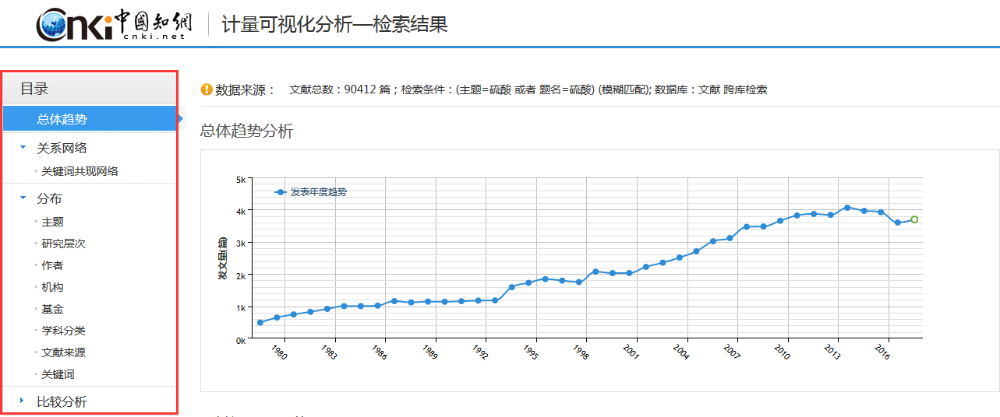 Cnki 中國知網
cnki.net
计量可视化分析—检索结果
目录
总体趋势
关系网络
关键词共现网络
分布
主题
研究层次
作者
机构
基金
学科分类
文献来源
关键词
比较分析
数据来源： 文献总数：90412 篇；检索条件：(主题=硫酸 或者 题名=硫酸) (模糊匹配); 数据库：文献 跨库检索
总体趋势分析
发表年度趋势
发文量(篇)
5k
4k
3k
2k
1k
0k
1980 1983 1986 1989 1992 1995 1998 2001 2004 2007 2010 2013 2016